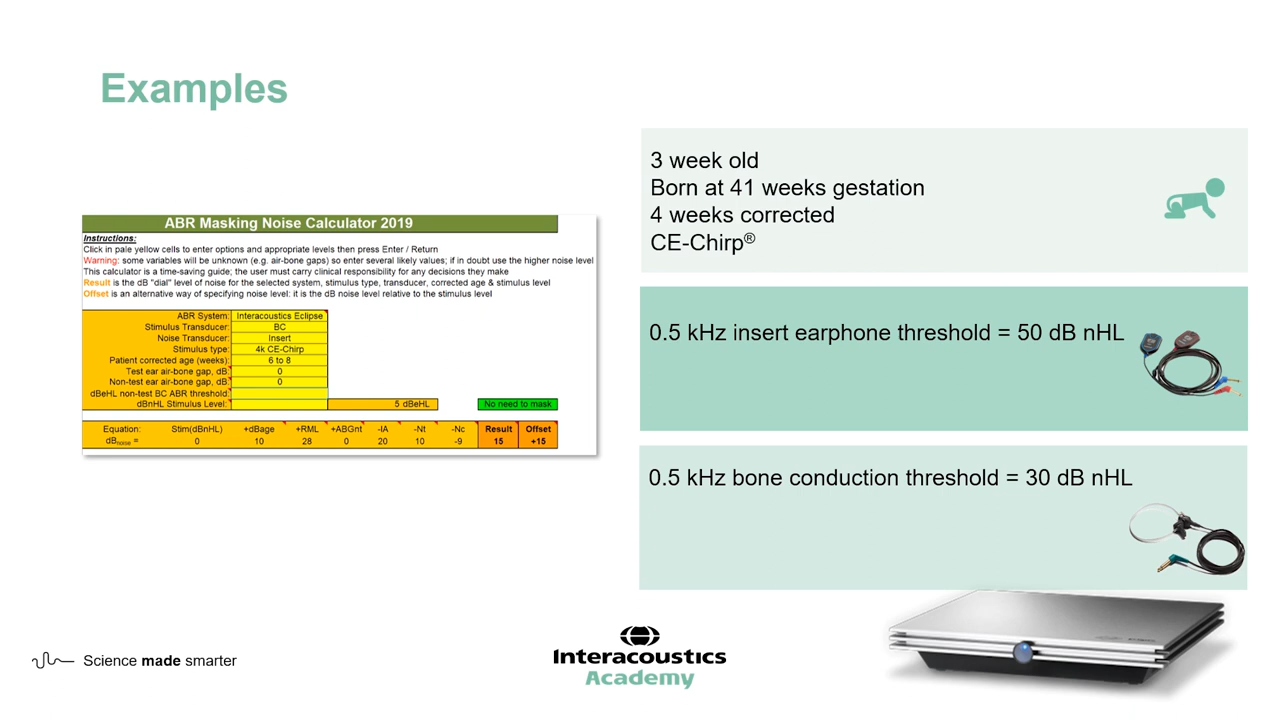 Examples
ABR Masking Noise Calculator 2019
Instructions:
Click in pale yellow cells to enter options and appropriate levels then press Enter / Return
Warning: some variables will be unknown (e.g. air-bone gaps) so enter several likely values; if in doubt use the higher noise level
This calculator is a time-saving guide; the user must carry clinical responsibility for any decisions they make
Result is the dB "dial" level of noise for the selected system, stimulus type, transducer, corrected age & stimulus level
Offset is an alternative way of specifying noise level: it is the dB noise level relative to the stimulus level
ABR System: Interacoustics Eclipse
Stimulus Transducer: BC
Noise Transducer: Insert
Stimulus type: 4k CE-Chirp
Patient corrected age (weeks): 6 to 8
Test ear air-bone gap, dB: 0
Non-test ear air-bone gap, dB: 0
dBeHL non-test BC ABR threshold:
dBnHL Stimulus Level: 5 dBeHL No need to mask
Equation: Stim(dBnHL) +dBage +RML +ABGnt -IA -Nt -Nc Result Offset
dBnoise = 0 10 28 0 20 10 -9 15 +15
3 week old
Born at 41 weeks gestation
4 weeks corrected
CE-Chirp®
0.5 kHz insert earphone threshold = 50 dB nHL
0.5 kHz bone conduction threshold = 30 dB nHL
Science made smarter
Interacoustics
Academy